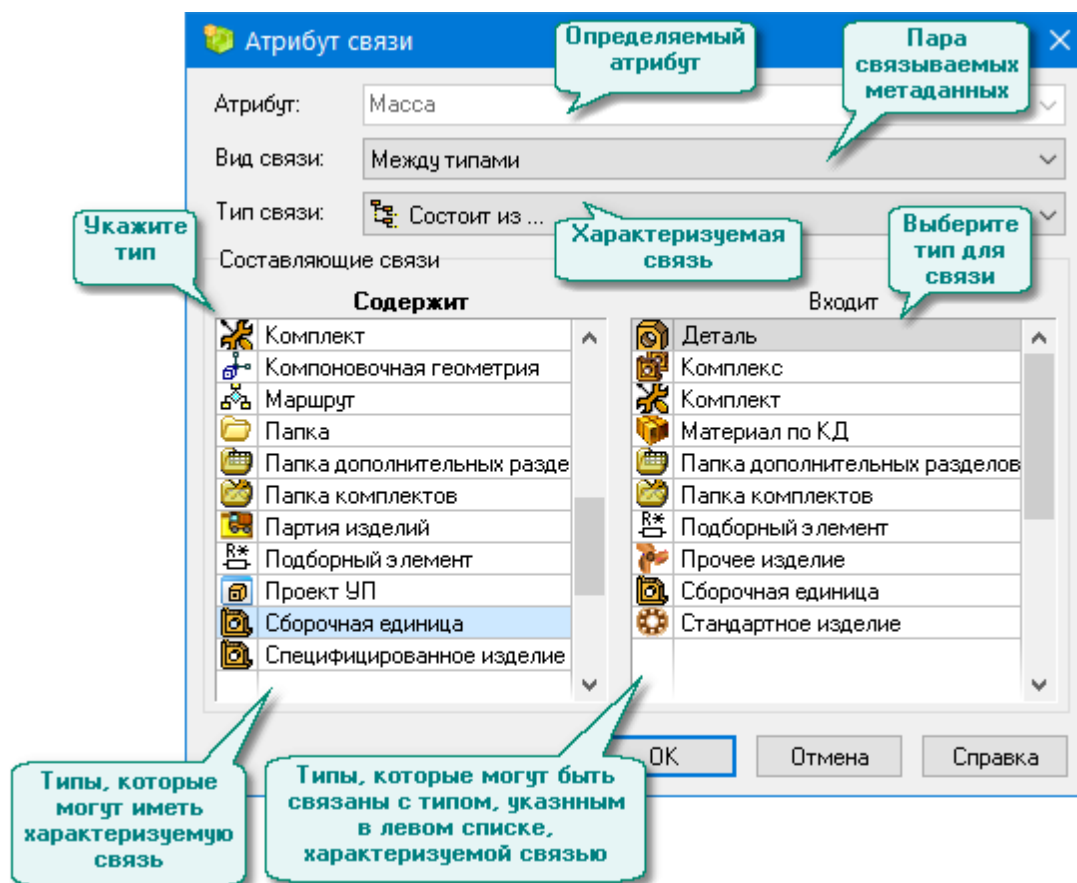 Атрибут связи
Определяемый
атрибут
Пара
связываемых
метаданных
Атрибут:
Масса
Вид связи:
Между типами
Тип связи:
Состоит из ...
Укажите
тип
Характеризуемая
связь
Выберите
тип для
связи
Составляющие связи
Содержит
Входит
Комплект
Компоновочная геометрия
Маршрут
Папка
Папка дополнительных разде
Папка комплектов
Партия изделий
Подборный элемент
Проект УП
Сборочная единица
Специфицированное изделие
Деталь
Комплекс
Комплект
Материал по КД
Папка дополнительных разделов
Папка комплектов
Подборный элемент
Прочее изделие
Сборочная единица
Стандартное изделие
OK
Отмена
Справка
Типы, которые
могут иметь
характеризуемую
связь
Типы, которые могут быть
связаны с типом, указнным
в левом списке,
характеризуемой связью